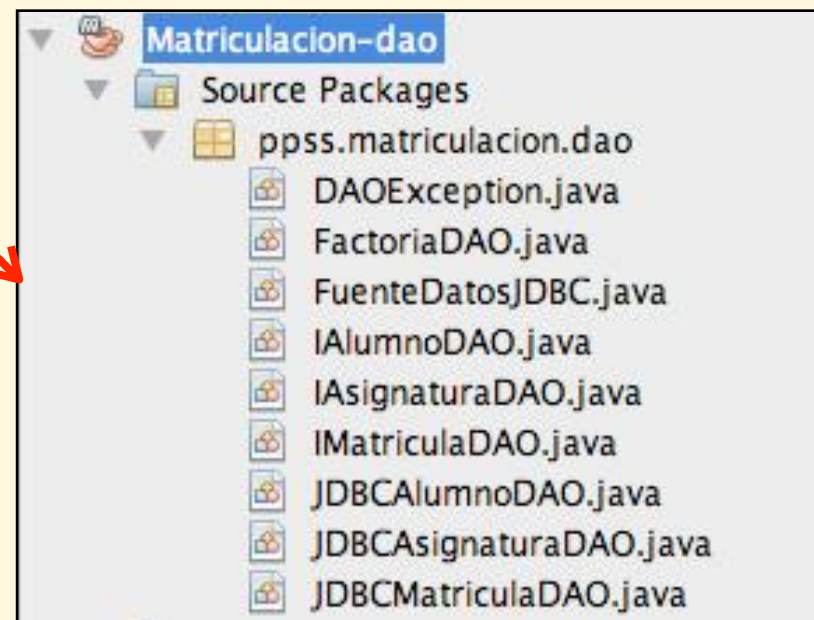 Matriculacion-dao
Source Packages
ppss.matriculacion.dao
DAOException.java
FactoriaDAO.java
FuenteDatosJDBC.java
IAlumnoDAO.java
IAsignaturaDAO.java
IMatriculaDAO.java
JDBCAlumnoDAO.java
JDBCAsignaturaDAO.java
JDBCMatriculaDAO.java